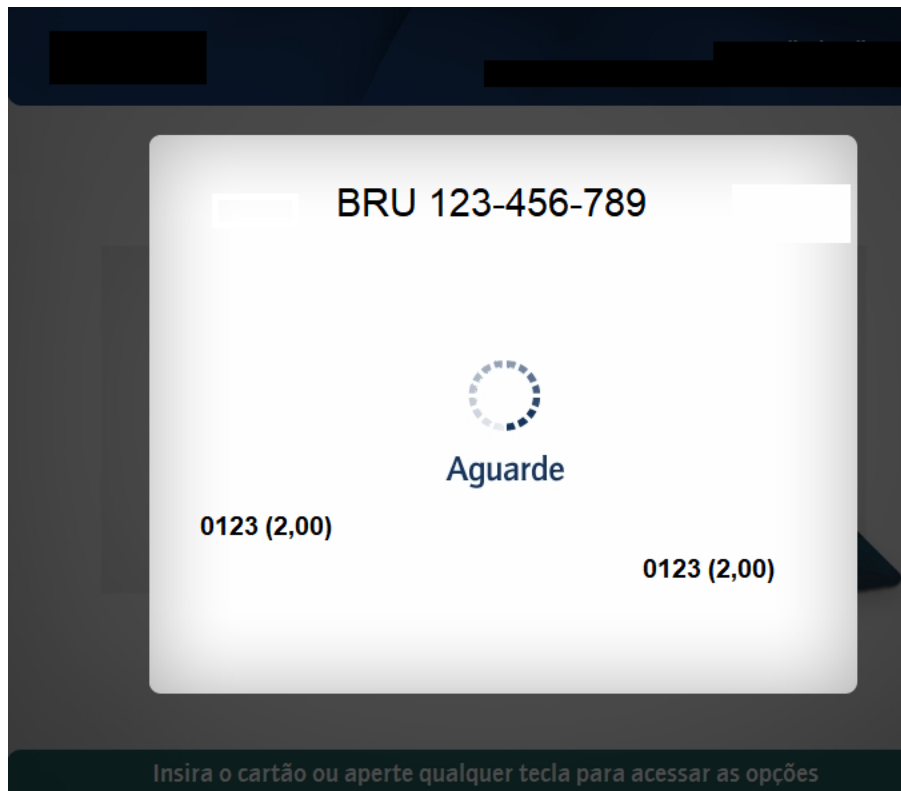 BRU 123-456-789
Aguarde
0123 (2,00)
0123 (2,00)
Insira o cartão ou aperte qualquer tecla para acessar as opções